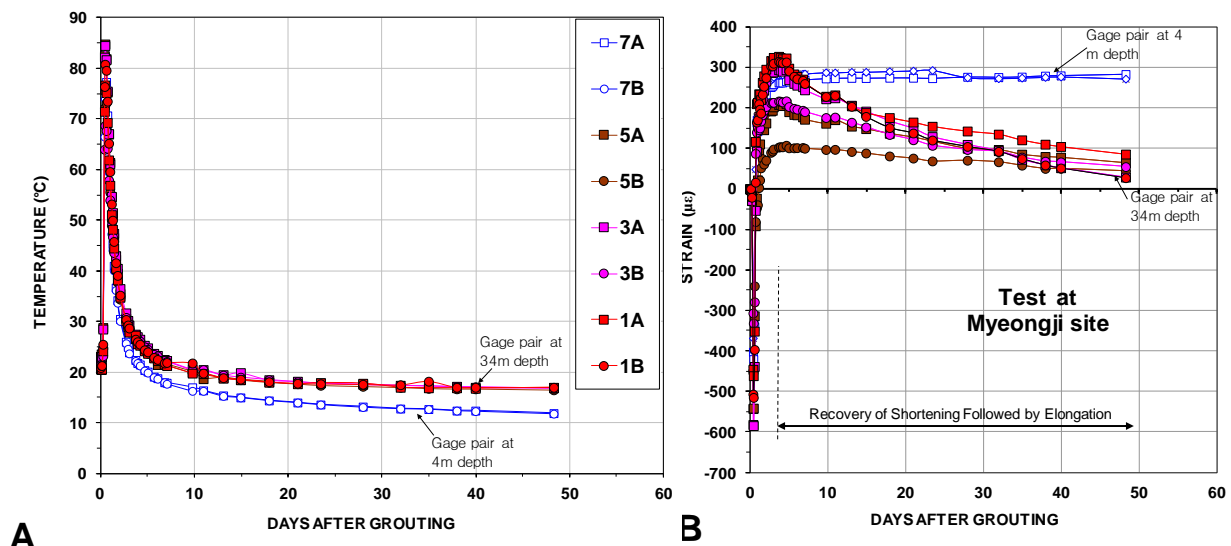 90
80
70
60
50
40
30
20
10
0
TEMPERATURE (°C)
0 10 20 30 40 50 60
DAYS AFTER GROUTING
7A
7B
5A
5B
3A
3B
1A
1B
Gage pair at
34m depth
Gage pair at
4m depth
A
600
500
400
300
200
100
0
-100
-200
-300
-400
-500
-600
-700
STRAIN (µε)
0 10 20 30 40 50 60
DAYS AFTER GROUTING
Gage pair at 4
m depth
Gage pair at
34m depth
Test at
Myeongji site
Recovery of Shortening Followed by Elongation
B